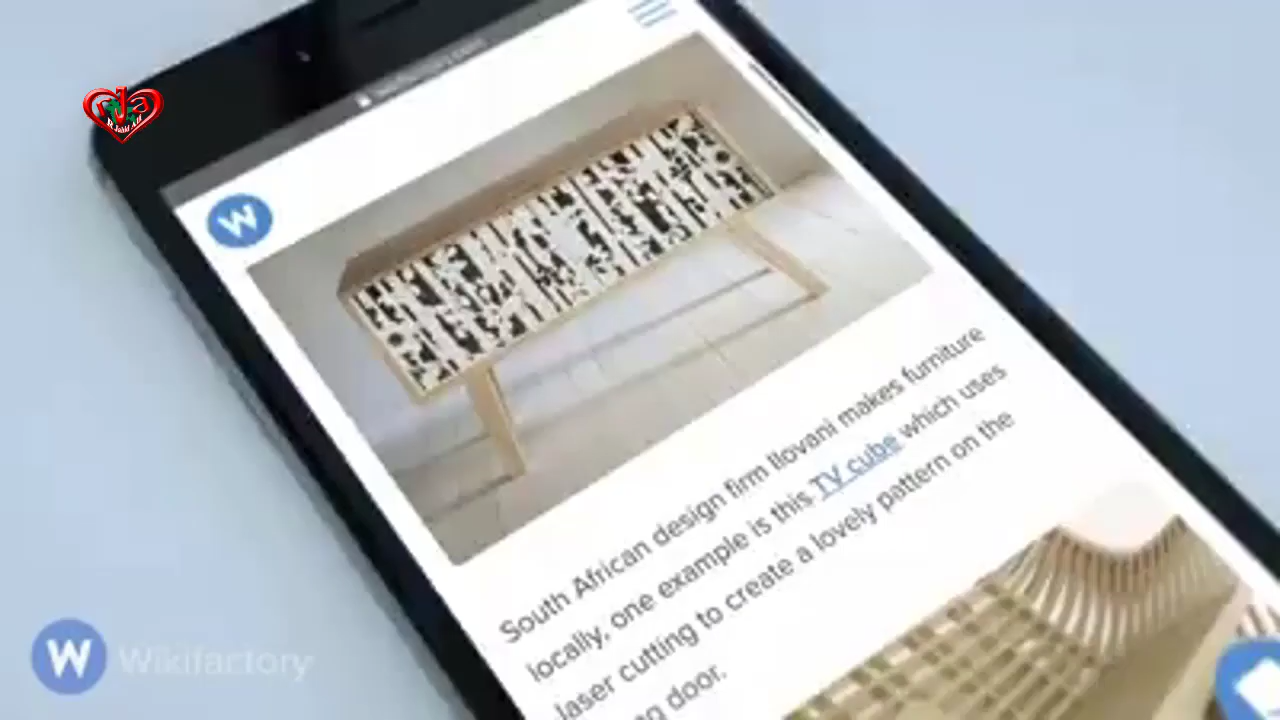 W
South African design firm Ilovani makes furniture
locally, one example is this TV cube which uses
laser cutting to create a lovely pattern on the
door.
W Wikifactory